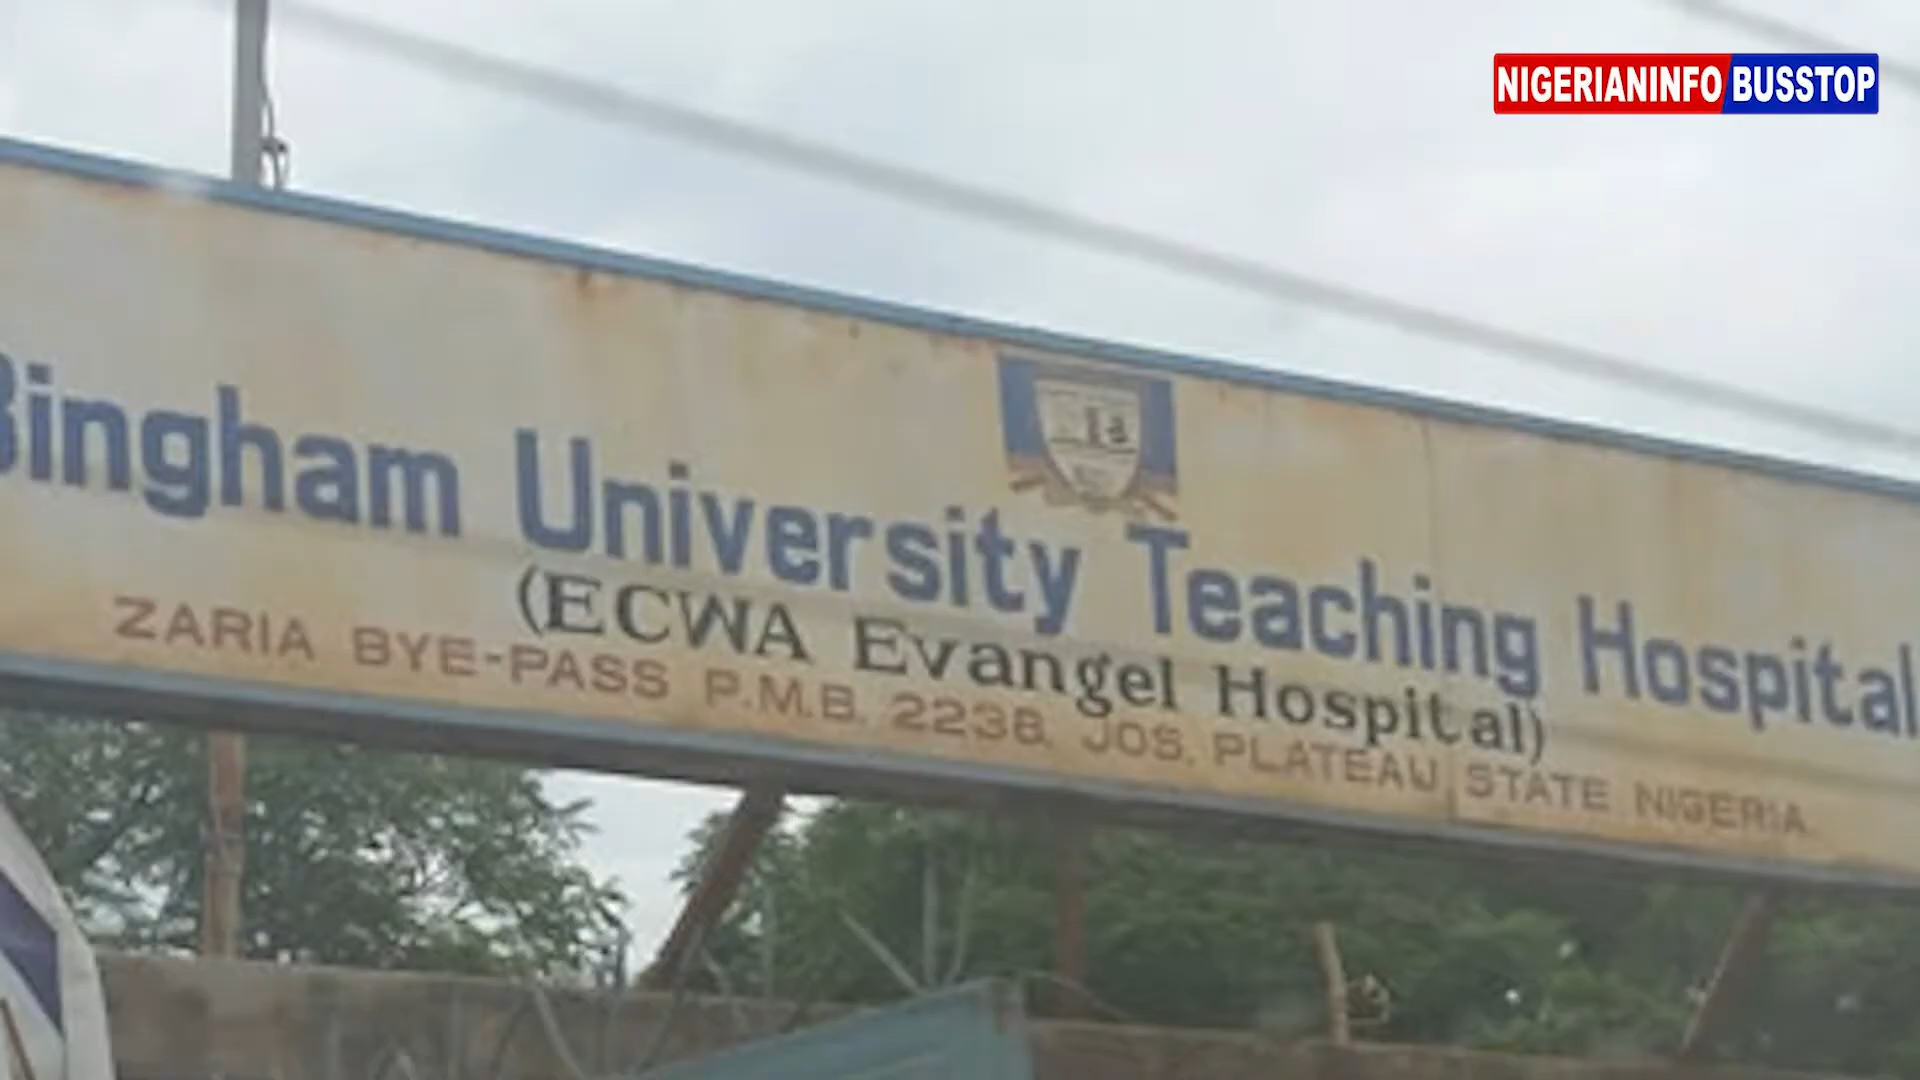 NIGERIANINFO BUSSTOP
Bingham University Teaching Hospital
(ECWA Evangel Hospital)
ZARIA BYE-PASS P.M.B. 2238, JOS, PLATEAU STATE NIGERIA.